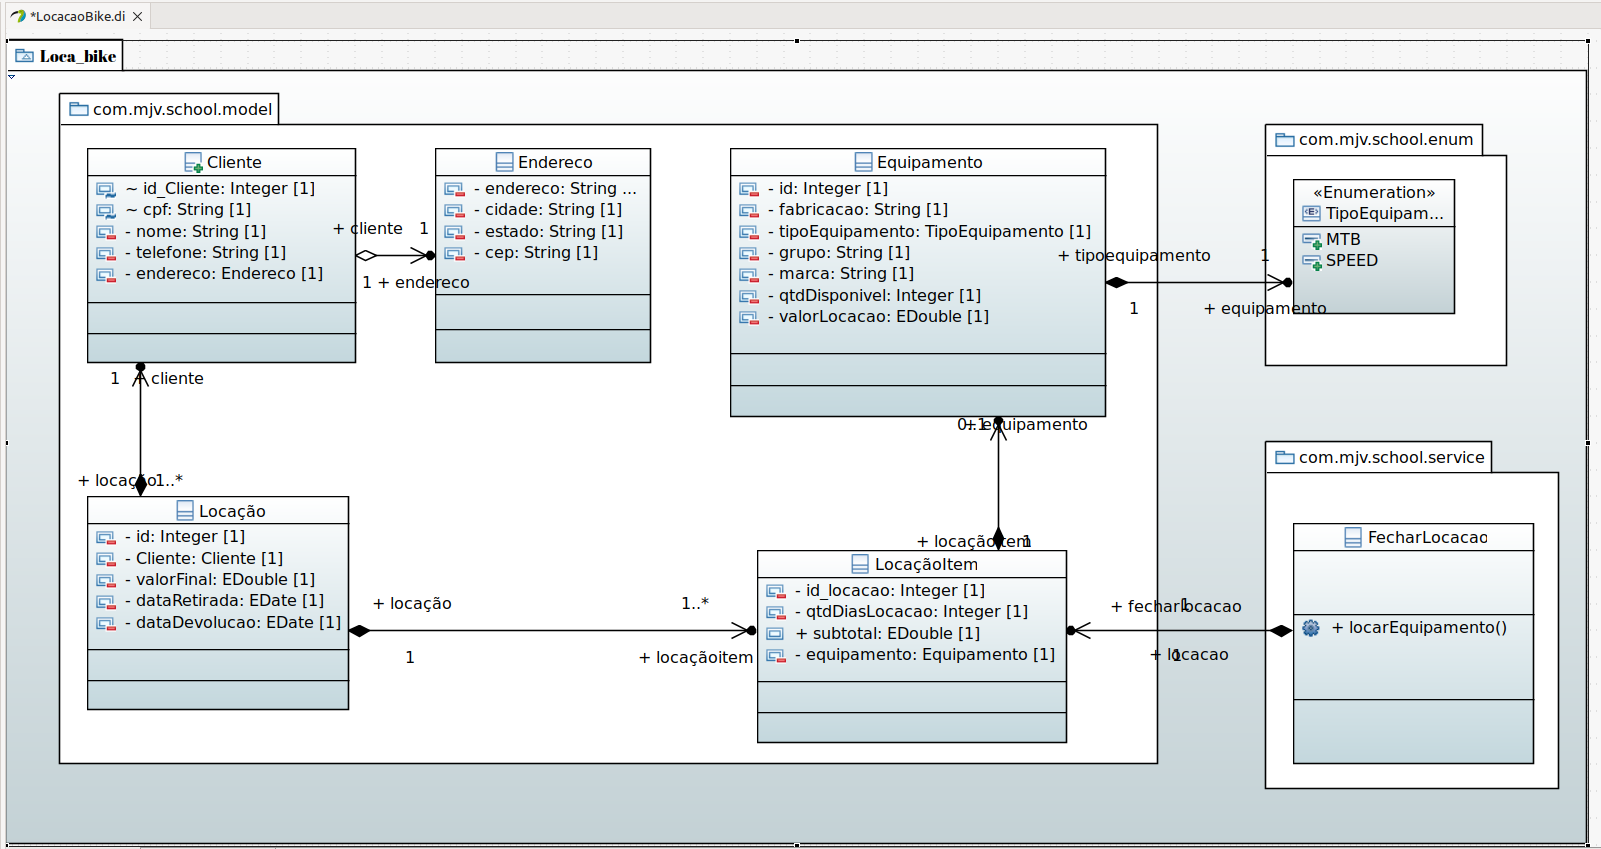 *LocacaoBike.di
Loca_bike
com.mjv.school.model
Cliente
~ id_Cliente: Integer [1]
~ cpf: String [1]
- nome: String [1]
- telefone: String [1]
- endereco: Endereco [1]
+ cliente 1
1 + endereco
Endereco
- endereco: String ...
- cidade: String [1]
- estado: String [1]
- cep: String [1]
Equipamento
- id: Integer [1]
- fabricacao: String [1]
- tipoEquipamento: TipoEquipamento [1]
- grupo: String [1]
- marca: String [1]
- qtdDisponivel: Integer [1]
- valorLocacao: EDouble [1]
+ tipoequipamento 1
1 + equipamento
com.mjv.school.enum
«Enumeration»
TipoEquipam...
MTB
SPEED
1 + cliente
+ locação 1..*
0..1 + equipamento
+ locaçãoitem 1
Locação
- id: Integer [1]
- Cliente: Cliente [1]
- valorFinal: EDouble [1]
- dataRetirada: EDate [1]
- dataDevolucao: EDate [1]
+ locação 1..*
1 + locaçãoitem
LocaçãoItem
- id_locacao: Integer [1]
- qtdDiasLocacao: Integer [1]
+ subtotal: EDouble [1]
- equipamento: Equipamento [1]
+ fecharlocacao 1
+ locacao 1
com.mjv.school.service
FecharLocacao
+ locarEquipamento()